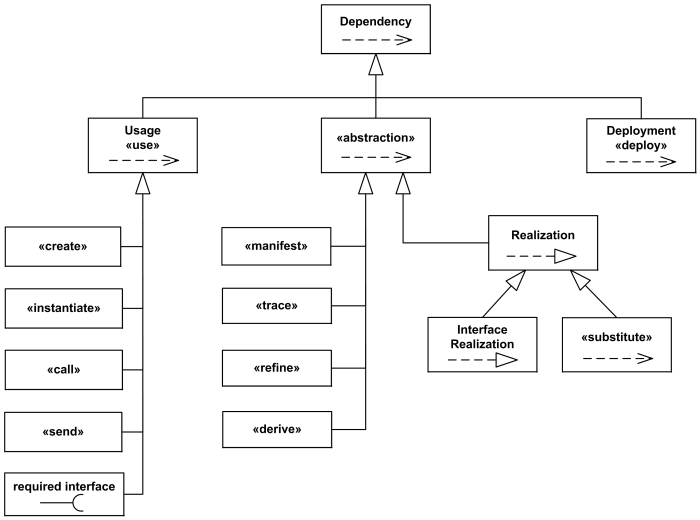 Dependency
Usage
«use»
«abstraction»
Deployment
«deploy»
«create»
«instantiate»
«call»
«send»
required interface
«manifest»
«trace»
«refine»
«derive»
Realization
Interface
Realization
«substitute»